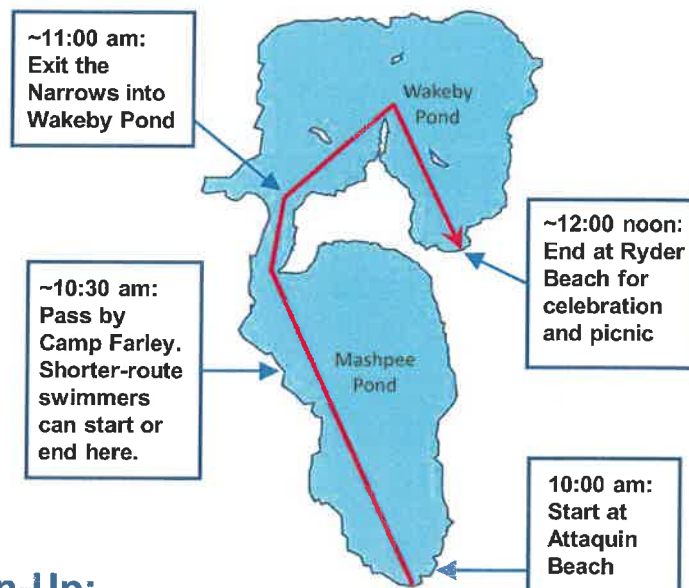 ~11:00 am:
Exit the
Narrows into
Wakeby Pond
Wakeby
Pond
~12:00 noon:
End at Ryder
Beach for
celebration
and picnic
~10:30 am:
Pass by
Camp Farley.
Shorter-route
swimmers
can start or
end here.
Mashpee
Pond
10:00 am:
Start at
Attaquin
Beach
n-Up: